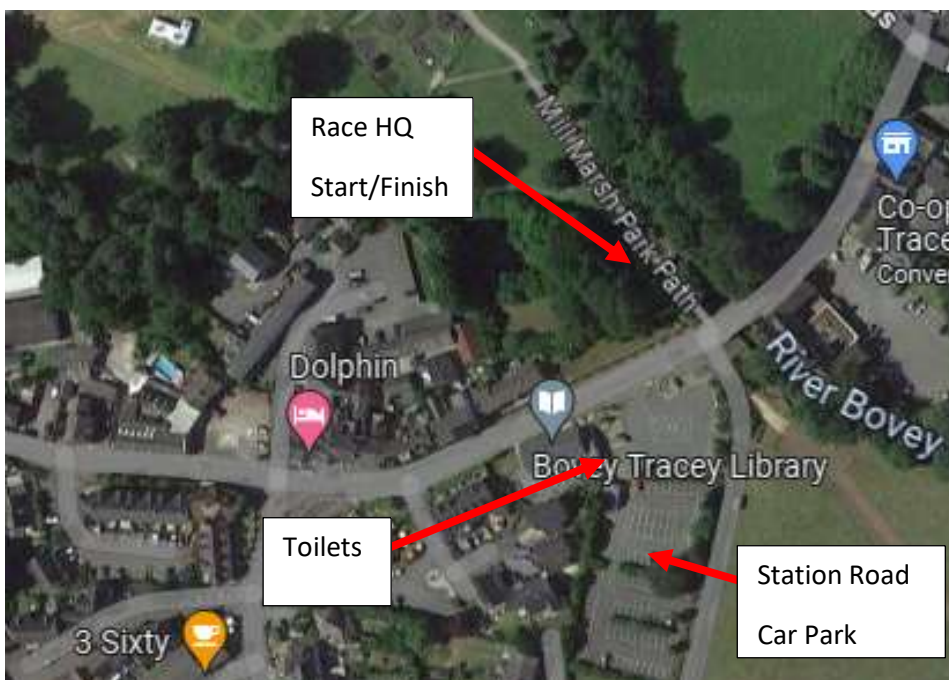 Race HQ
Start/Finish
Mill Marsh Park Path
Co-op
Trace
Conve
River Bovey
Dolphin
Bovey Tracey Library
Toilets
Station Road
Car Park
3 Sixty